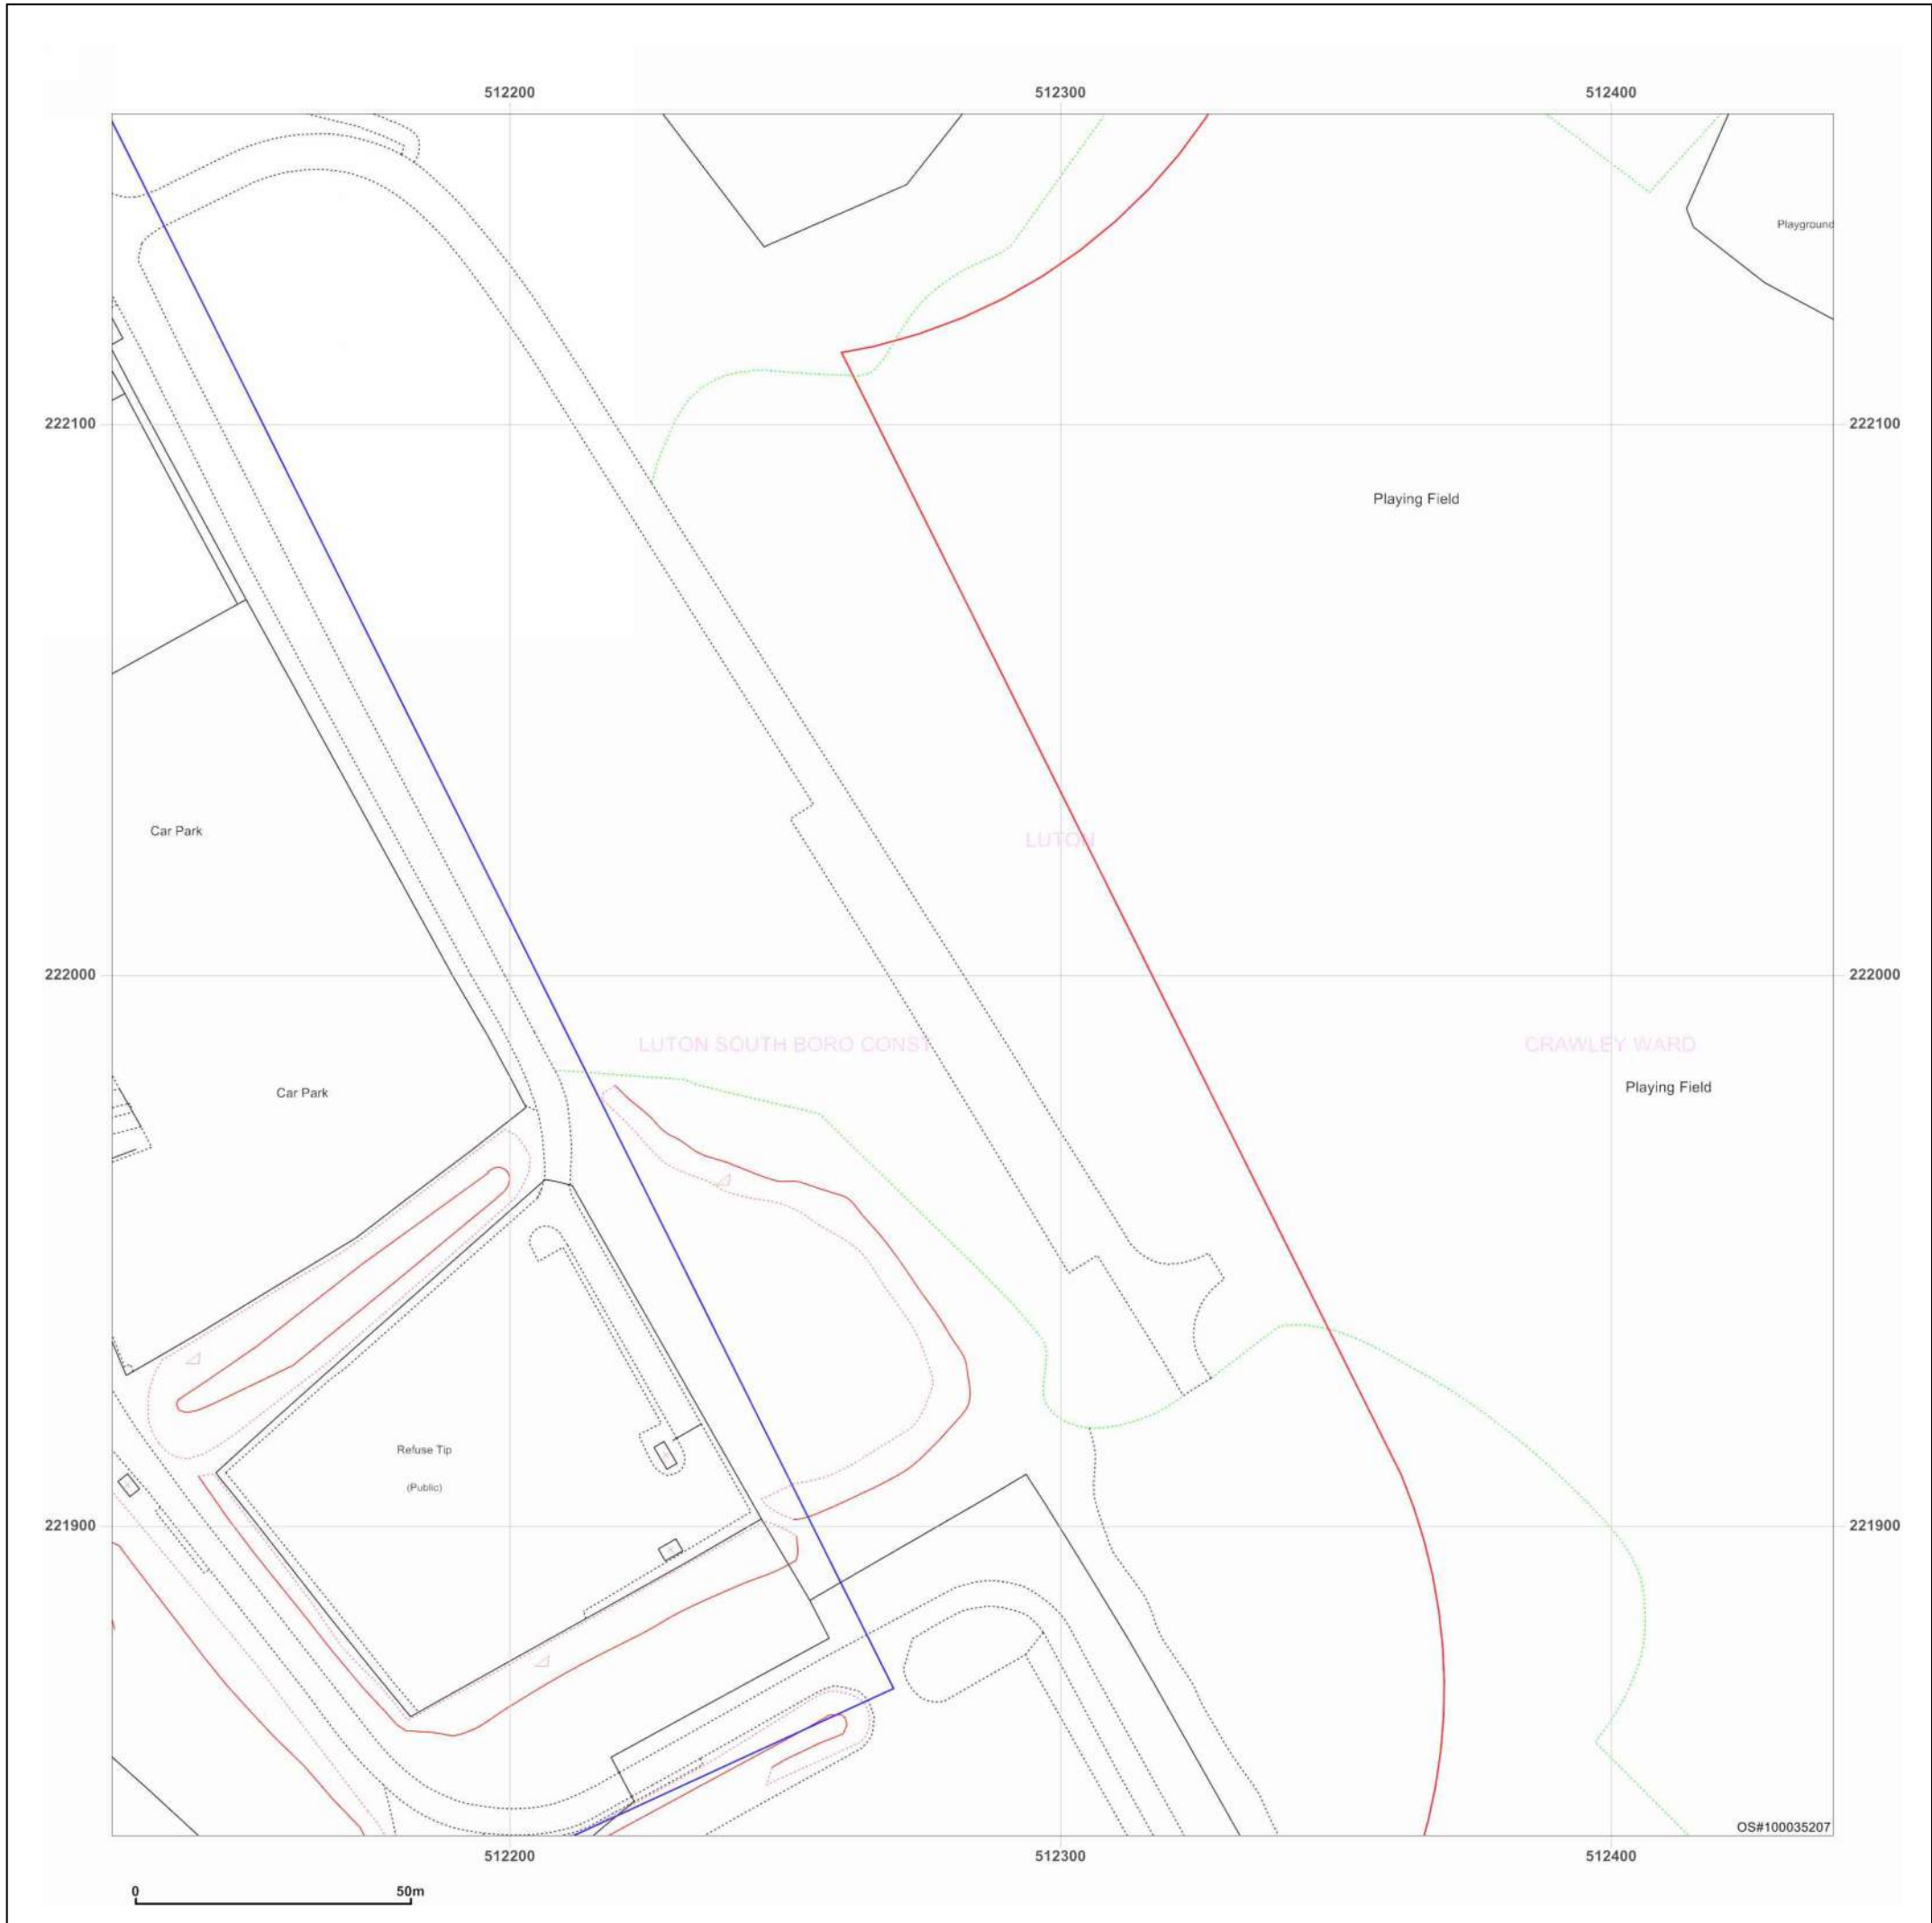 512200 512300 512400
Playground
222100 222100
Playing Field
Car Park
LUTON
222000 222000
LUTON SOUTH BORO CONST
CRAWLEY WARD
Playing Field
Car Park
Refuse Tip
(Public)
221900 221900
OS#100035207
512200 512300 512400
0 50m